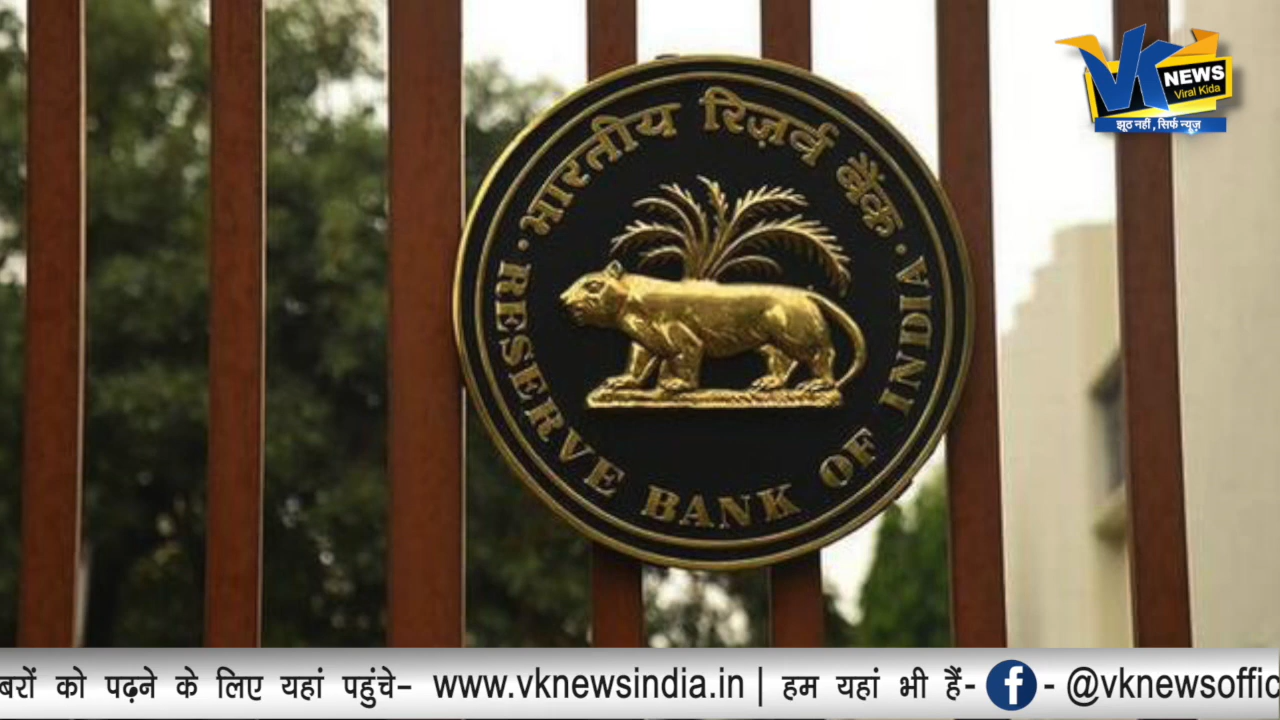 भारतीय रिज़र्व बैंक
RESERVE BANK OF INDIA
VK NEWS
Viral Kida
झूठ नहीं, सिर्फ न्यूज़
को पढ़ने के लिए यहां पहुंचे- www.vknewsindia.in | हम यहां भी हैं- f - @vknewsoffic